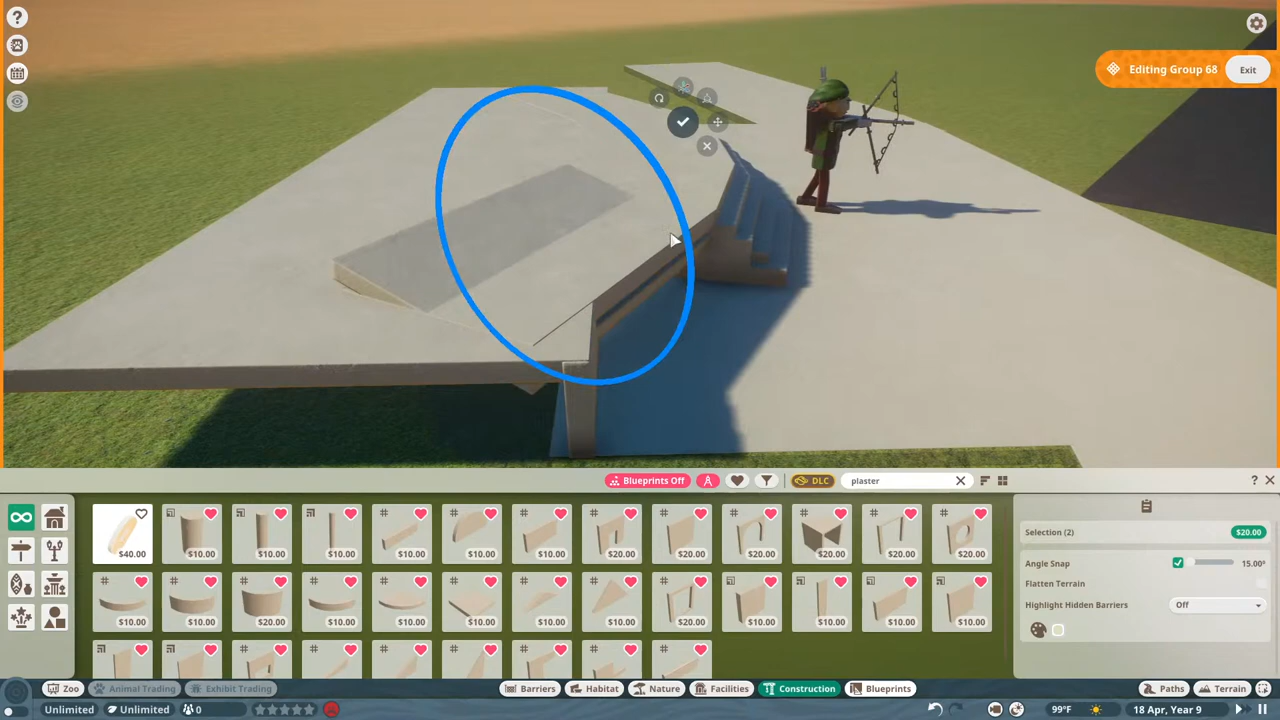 ?
Editing Group 68
Exit
Blueprints Off
DLC
plaster
?
$40.00
$10.00
$10.00
$10.00
$10.00
$10.00
$10.00
$20.00
$10.00
$20.00
$20.00
$20.00
$20.00
$10.00
$10.00
$20.00
$10.00
$10.00
$10.00
$10.00
$10.00
$20.00
$10.00
$10.00
$10.00
$10.00
Selection (2)
$20.00
Angle Snap
15.00°
Flatten Terrain
Highlight Hidden Barriers
Off
Zoo
Animal Trading
Exhibit Trading
Barriers
Habitat
Nature
Facilities
Construction
Blueprints
Paths
Terrain
Unlimited
Unlimited
0
99°F
18 Apr, Year 9